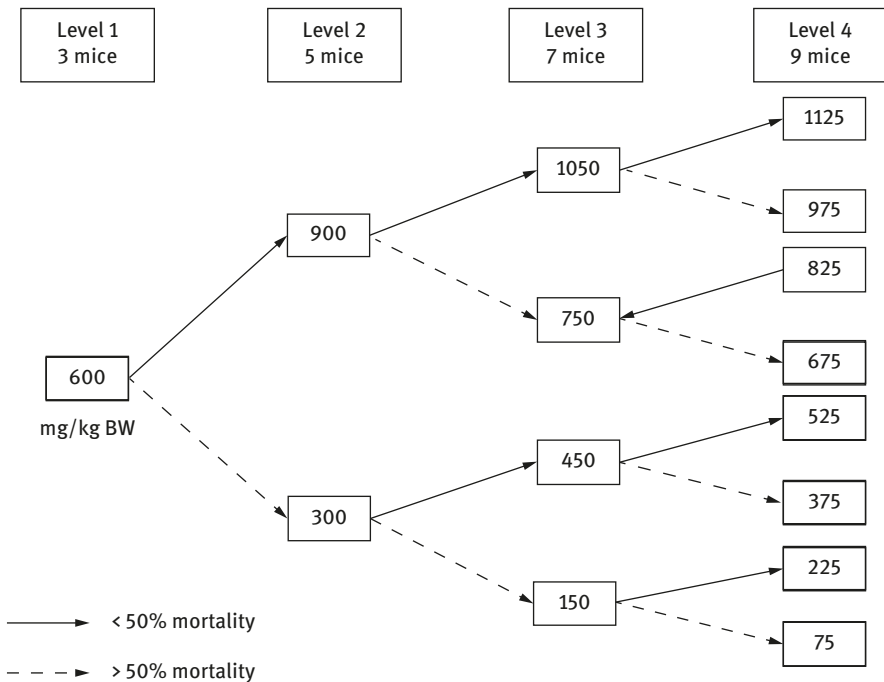 Level 1
3 mice
Level 2
5 mice
Level 3
7 mice
Level 4
9 mice
1125
1050
975
900
825
750
675
600
mg/kg BW
525
450
375
300
225
150
75
< 50% mortality
> 50% mortality